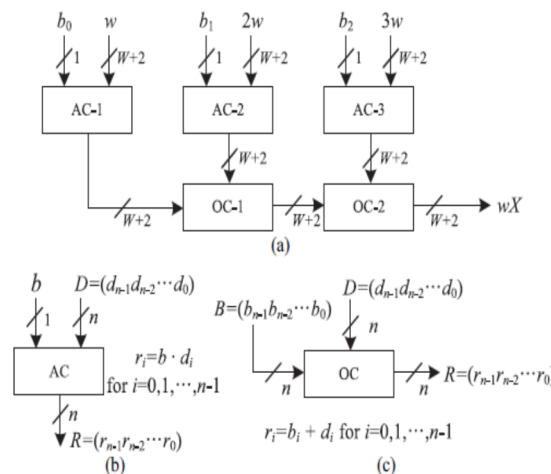 b₀ w b₁ 2w b₂ 3w
1 W+2 1 W+2 1 W+2
AC-1 AC-2 AC-3
W+2 W+2
OC-1 OC-2 wX
W+2 W+2 W+2
(a)
b D=(dₙ₋₁dₙ₋₂⋯d₀)
1 n
AC
rᵢ=b · dᵢ
for i=0,1,⋯,n-1
n
R=(rₙ₋₁rₙ₋₂⋯r₀)
(b)
D=(dₙ₋₁dₙ₋₂⋯d₀)
B=(bₙ₋₁bₙ₋₂⋯b₀)
n
OC
n n
R=(rₙ₋₁rₙ₋₂⋯r₀
rᵢ=bᵢ + dᵢ for i=0,1,⋯,n-1
(c)